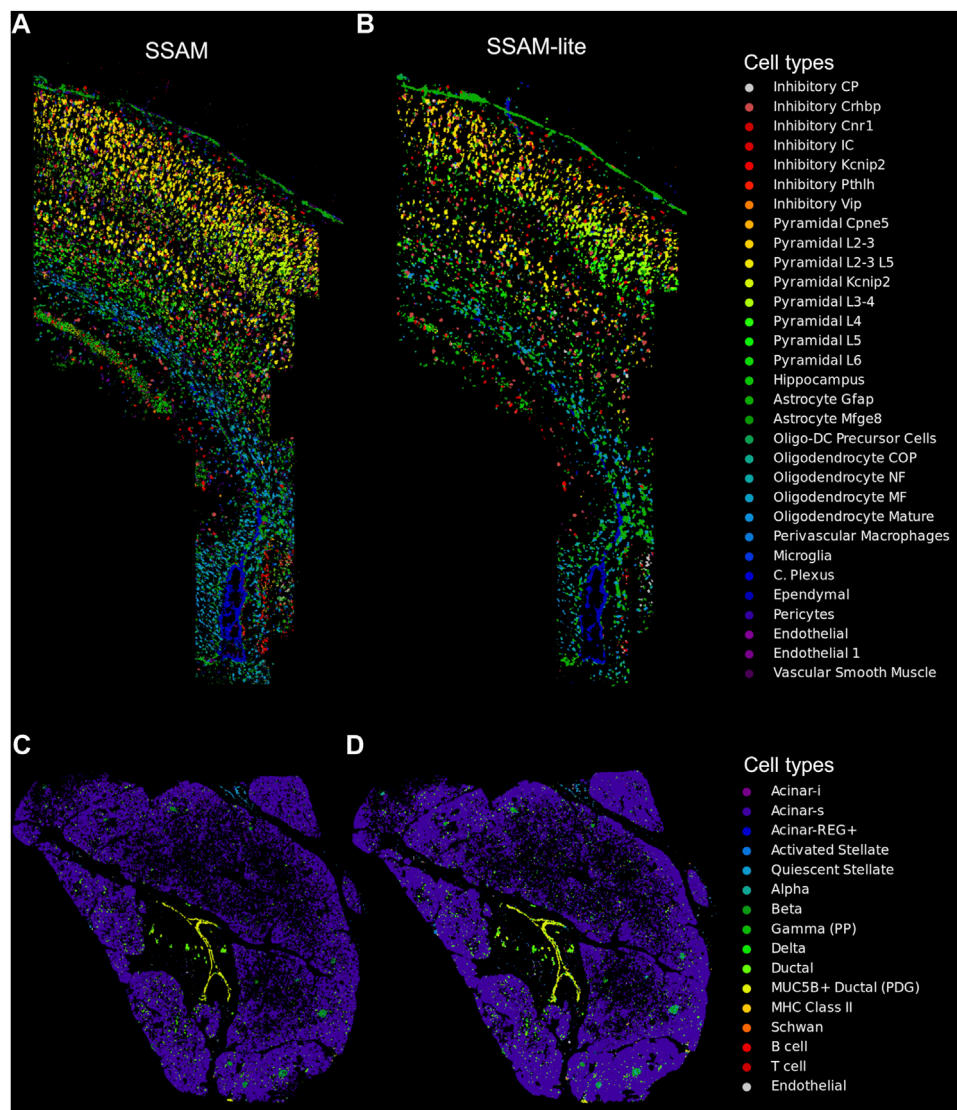 A
B
SSAM
SSAM-lite
Cell types
Inhibitory CP
Inhibitory Crhbp
Inhibitory Cnr1
Inhibitory IC
Inhibitory Kcnip2
Inhibitory Pthlh
Inhibitory Vip
Pyramidal Cpne5
Pyramidal L2-3
Pyramidal L2-3 L5
Pyramidal Kcnip2
Pyramidal L3-4
Pyramidal L4
Pyramidal L5
Pyramidal L6
Hippocampus
Astrocyte Gfap
Astrocyte Mfge8
Oligo-DC Precursor Cells
Oligodendrocyte COP
Oligodendrocyte NF
Oligodendrocyte MF
Oligodendrocyte Mature
Perivascular Macrophages
Microglia
C. Plexus
Ependymal
Pericytes
Endothelial
Endothelial 1
Vascular Smooth Muscle
C
D
Cell types
Acinar-i
Acinar-s
Acinar-REG+
Activated Stellate
Quiescent Stellate
Alpha
Beta
Gamma (PP)
Delta
Ductal
MUC5B+ Ductal (PDG)
MHC Class II
Schwan
B cell
T cell
Endothelial